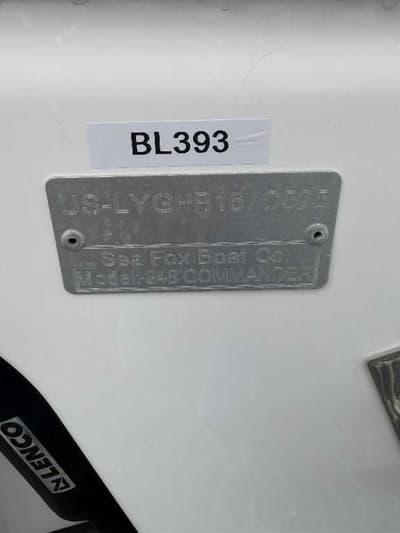 BL393
Sea Fox Boat Co.
Model:-248 COMMANDER
LENCO